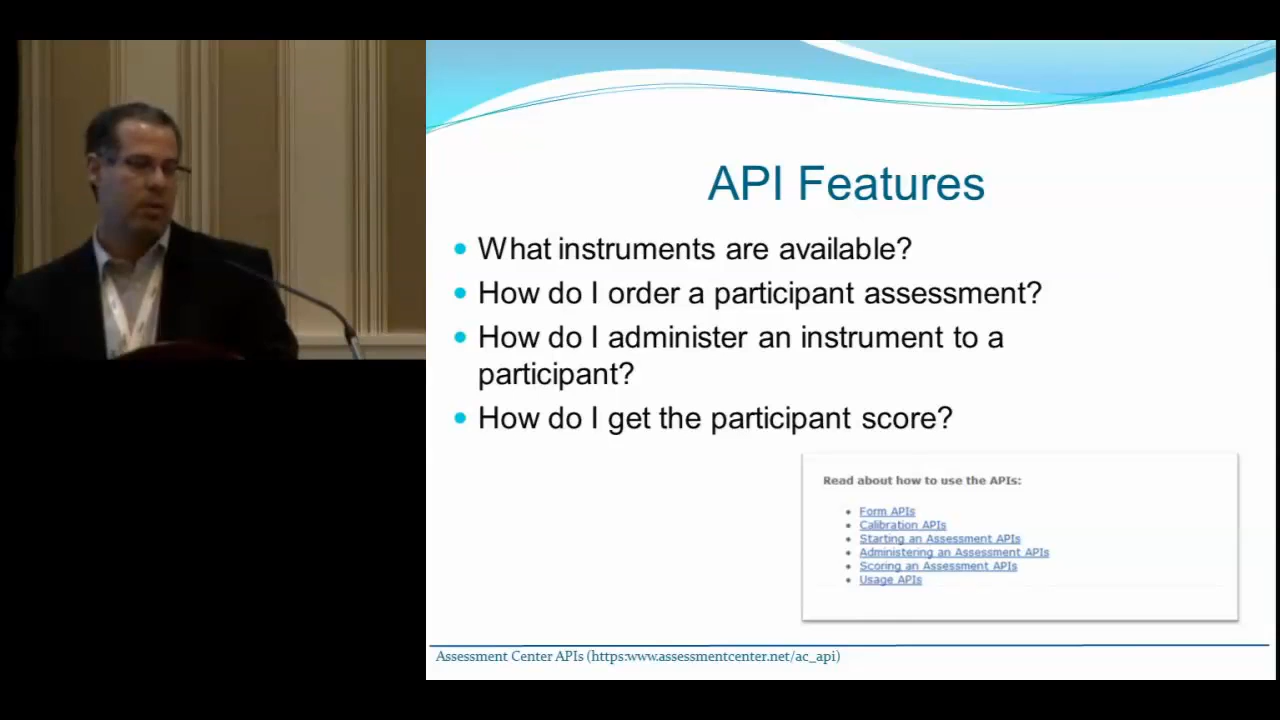 API Features
What instruments are available?
How do I order a participant assessment?
How do I administer an instrument to a
participant?
How do I get the participant score?
Read about how to use the APIs:
Form APIs
Calibration APIs
Starting an Assessment APIs
Administering an Assessment APIs
Scoring an Assessment APIs
Usage APIs
Assessment Center APIs (https:www.assessmentcenter.net/ac_api)